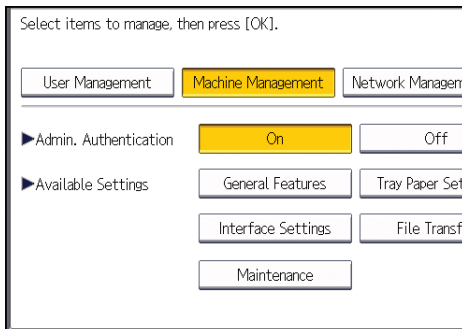 Select items to manage, then press [OK].
User Management Machine Management Network Managem
▶Admin. Authentication On Off
▶Available Settings General Features Tray Paper Set
Interface Settings File Transf
Maintenance